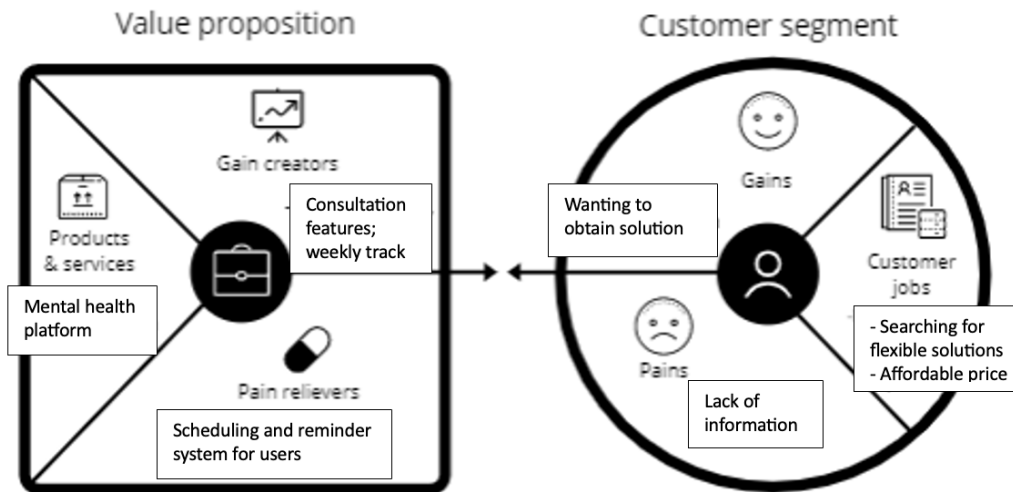 Value proposition
Customer segment
Gain creators
Products
& services
Consultation
features;
weekly track
Mental health
platform
Pain relievers
Scheduling and reminder
system for users
Gains
Wanting to
obtain solution
Customer
jobs
- Searching for
flexible solutions
- Affordable price
Pains
Lack of
information